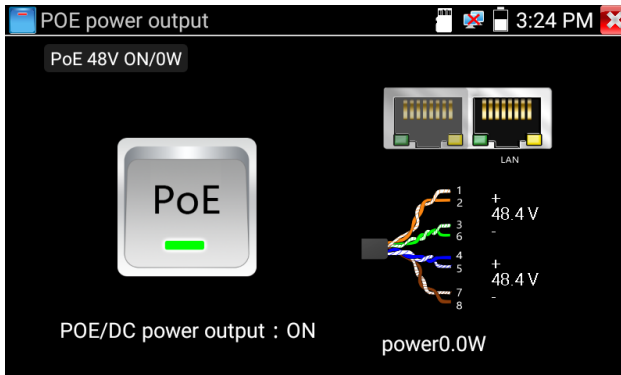 POE power output
3:24 PM
PoE 48V ON/0W
LAN
PoE
1
2
+
48.4 V
3
6
-
4
5
+
48.4 V
7
8
-
POE/DC power output：ON
power0.0W